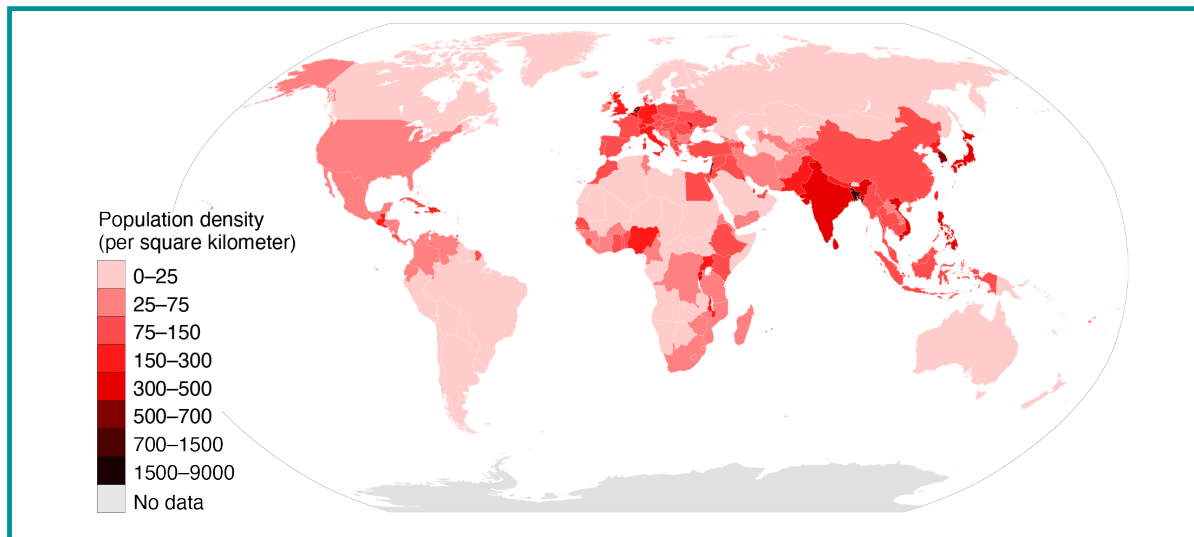 Population density
(per square kilometer)
0–25
25–75
75–150
150–300
300–500
500–700
700–1500
1500–9000
No data